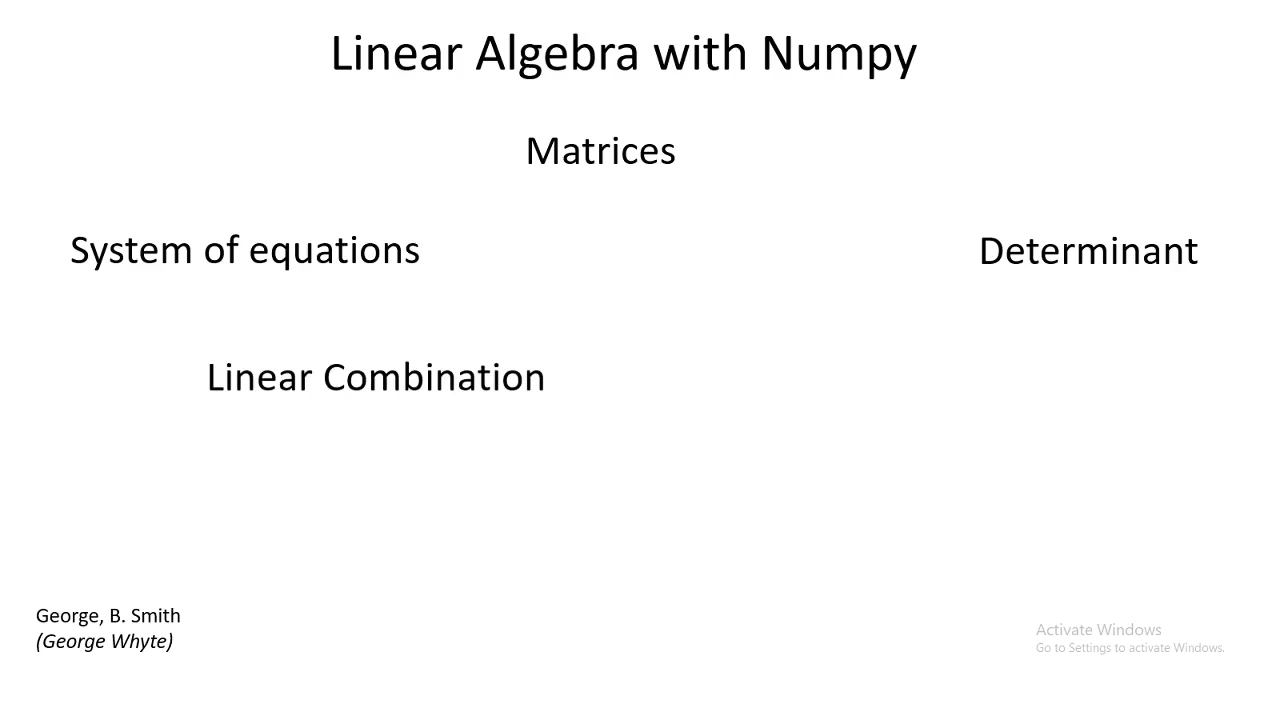 Linear Algebra with Numpy
Matrices
System of equations
Determinant
Linear Combination
George, B. Smith
(George Whyte)
Activate Windows
Go to Settings to activate Windows.